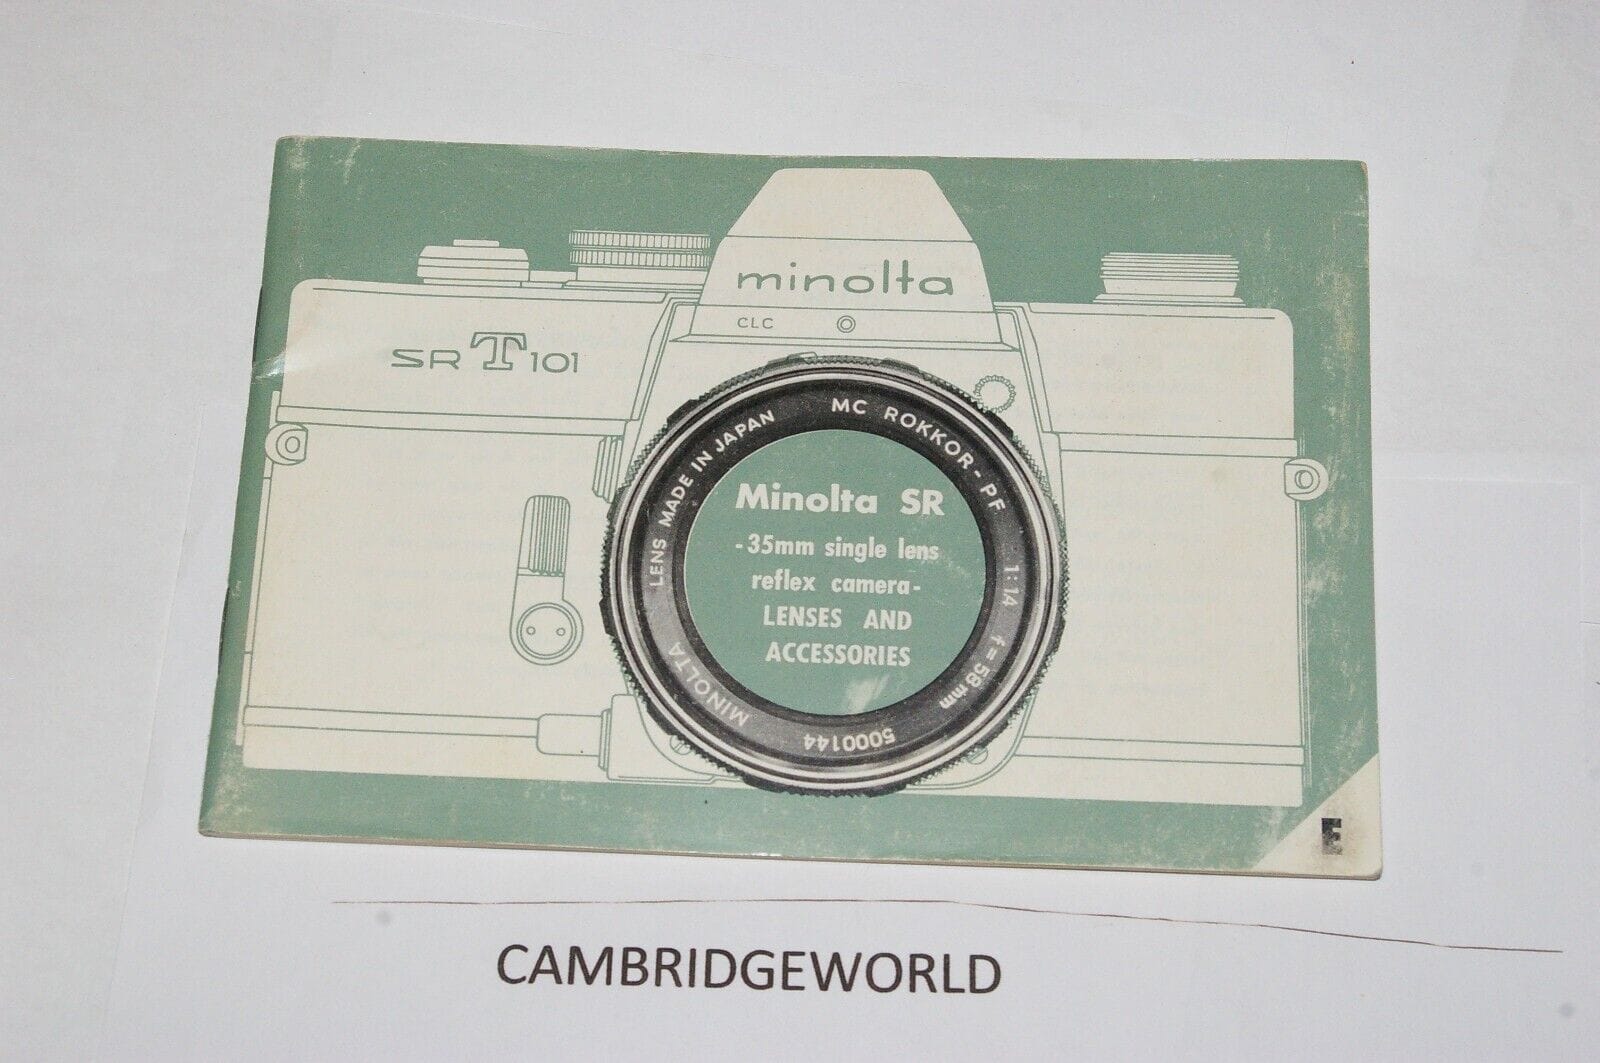 minolta
CLC
SR T 101
LENS MADE IN JAPAN MC ROKKOR-PF 1:1.4 f=58mm 5000144 MINOLTA
Minolta SR
-35mm single lens
reflex camera-
LENSES AND
ACCESSORIES
E
CAMBRIDGEWORLD